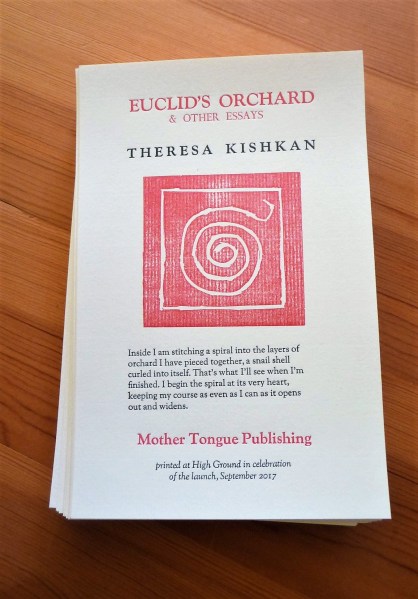 EUCLID'S ORCHARD
& OTHER ESSAYS
THERESA KISHKAN
Inside I am stitching a spiral into the layers of
orchard I have pieced together, a snail shell
curled into itself. That's what I'll see when I'm
finished. I begin the spiral at its very heart,
keeping my course as even as I can as it opens
out and widens.
Mother Tongue Publishing
printed at High Ground in celebration
of the launch, September 2017